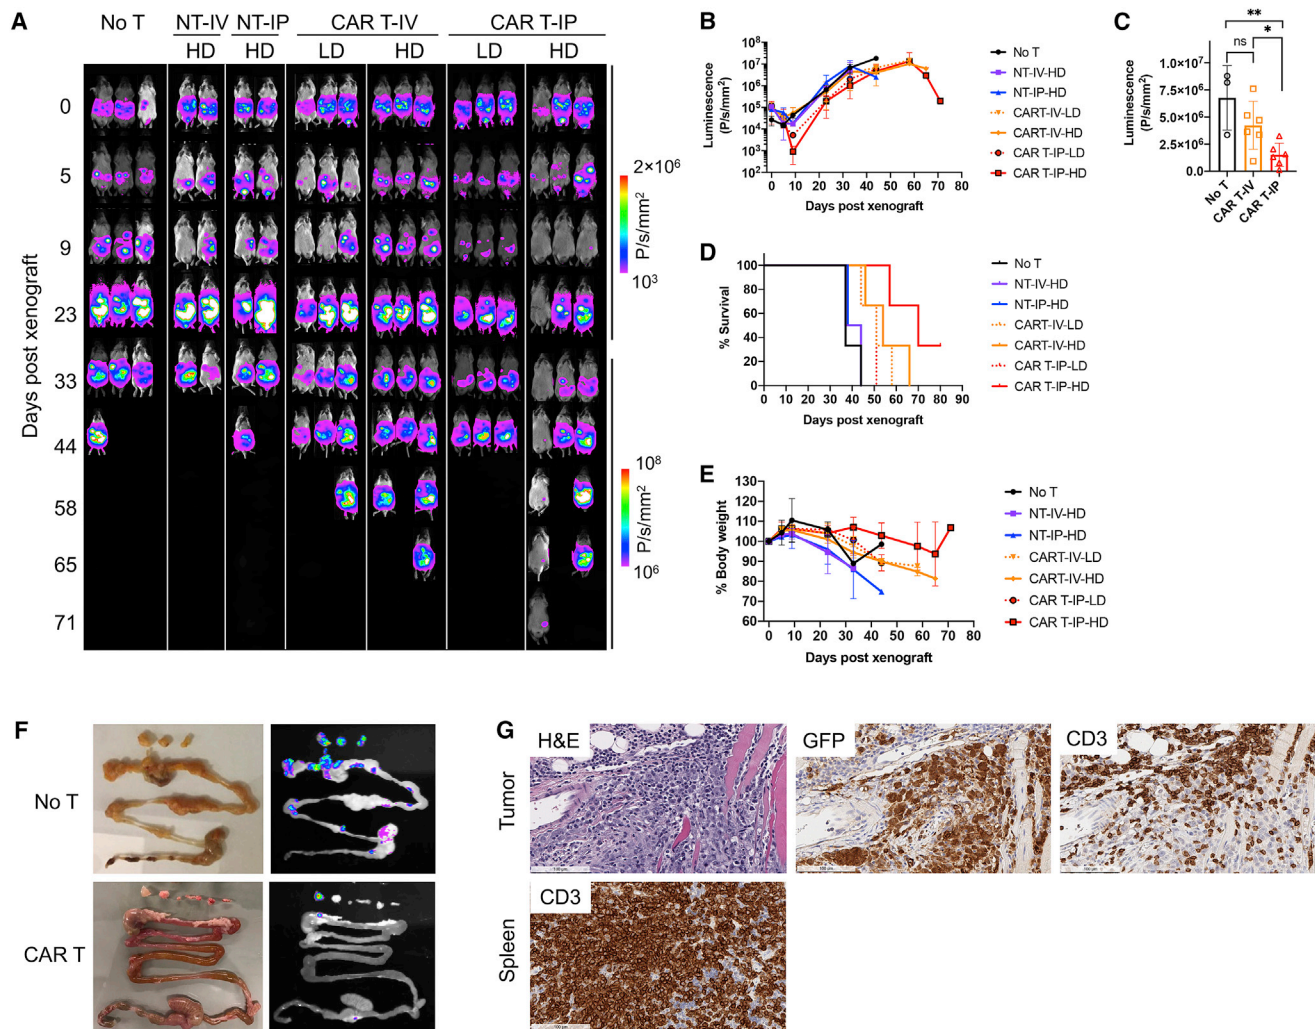 A
No T
NT-IV
NT-IP
CAR T-IV
CAR T-IP
HD
HD
LD
HD
LD
HD
Days post xenograft
0
5
9
23
33
44
58
65
71
2×10⁶
P/s/mm²
10³
10⁸
P/s/mm²
10⁶
B
Luminescence
(P/s/mm²)
10⁸
10⁷
10⁶
10⁵
10⁴
10³
10²
0 10 20 30 40 50 60 70 80
Days post xenograft
No T
NT-IV-HD
NT-IP-HD
CART-IV-LD
CART-IV-HD
CAR T-IP-LD
CAR T-IP-HD
C
**
ns
*
Luminescence
(P/s/mm²)
1.0×10⁷
7.5×10⁶
5.0×10⁶
2.5×10⁶
0.0
No T
CAR T-IV
CAR T-IP
D
% Survival
100
80
60
40
20
0
0 10 20 30 40 50 60 70 80 90
Days post xenograft
No T
NT-IV-HD
NT-IP-HD
CART-IV-LD
CART-IV-HD
CAR T-IP-LD
CAR T-IP-HD
E
% Body weight
130
120
110
100
90
80
70
60
0 10 20 30 40 50 60 70 80
Days post xenograft
No T
NT-IV-HD
NT-IP-HD
CART-IV-LD
CART-IV-HD
CAR T-IP-LD
CAR T-IP-HD
F
No T
CAR T
G
Tumor
H&E
GFP
CD3
Spleen
CD3